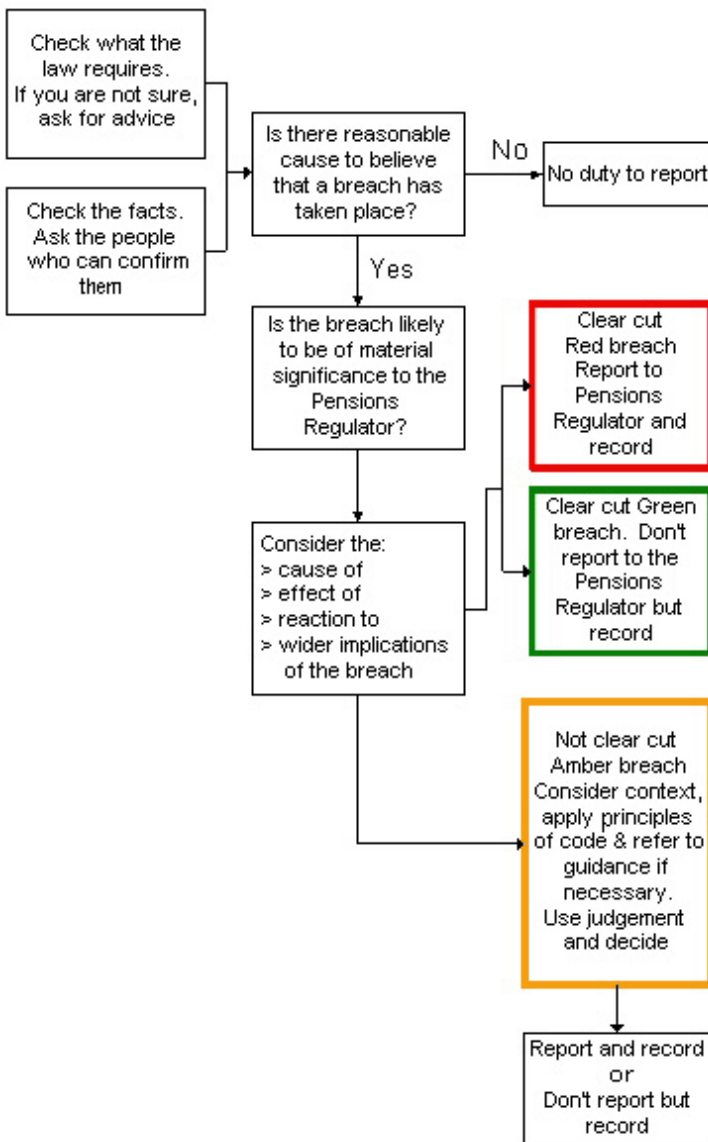 Check what the
law requires.
If you are not sure,
ask for advice
Check the facts.
Ask the people
who can confirm
them
Is there reasonable
cause to believe
that a breach has
taken place?
No
No duty to report
Yes
Is the breach likely
to be of material
significance to the
Pensions
Regulator?
Consider the:
> cause of
> effect of
> reaction to
> wider implications
of the breach
Clear cut
Red breach
Report to
Pensions
Regulator and
record
Clear cut Green
breach. Don't
report to the
Pensions
Regulator but
record
Not clear cut
Amber breach
Consider context,
apply principles
of code & refer to
guidance if
necessary.
Use judgement
and decide
Report and record
or
Don't report but
record